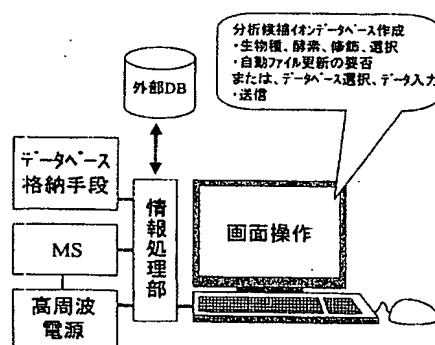 分析候補イオンデータベース作成
・生物種、酵素、修飾、選択
・自動ファイル更新の要否
または、データベース選択、データ入力
・送信
外部DB
データベース
格納手段
情報処理部
MS
画面操作
高周波
電源